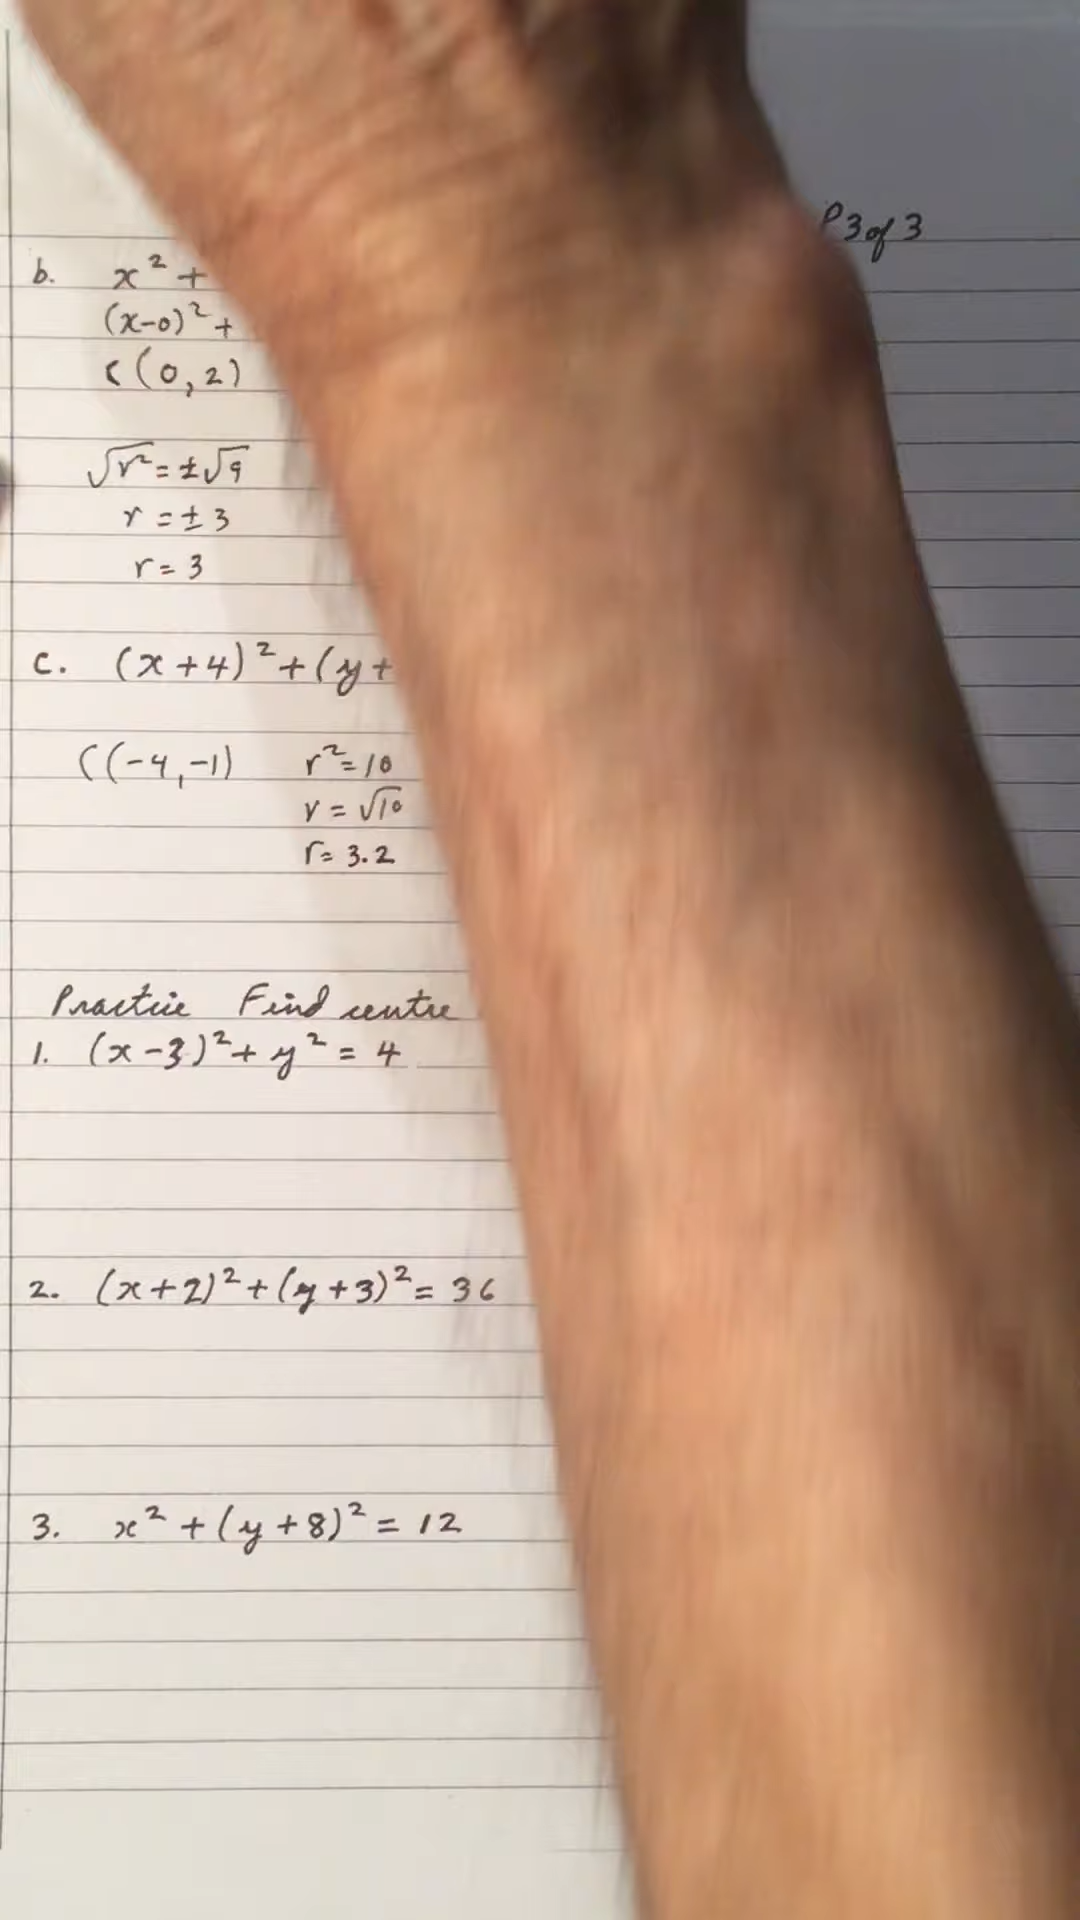 P3of 3
b. x² +
(x-0)² +
C(0,2)
√r² = ±√9
r = ± 3
r = 3
c. (x+4)² + (y+
C(-4,-1) r² = 10
r = √10
r = 3.2
Practice Find centre
1. (x-3)² + y² = 4
2. (x+2)² + (y+3)² = 36
3. x² + (y+8)² = 12